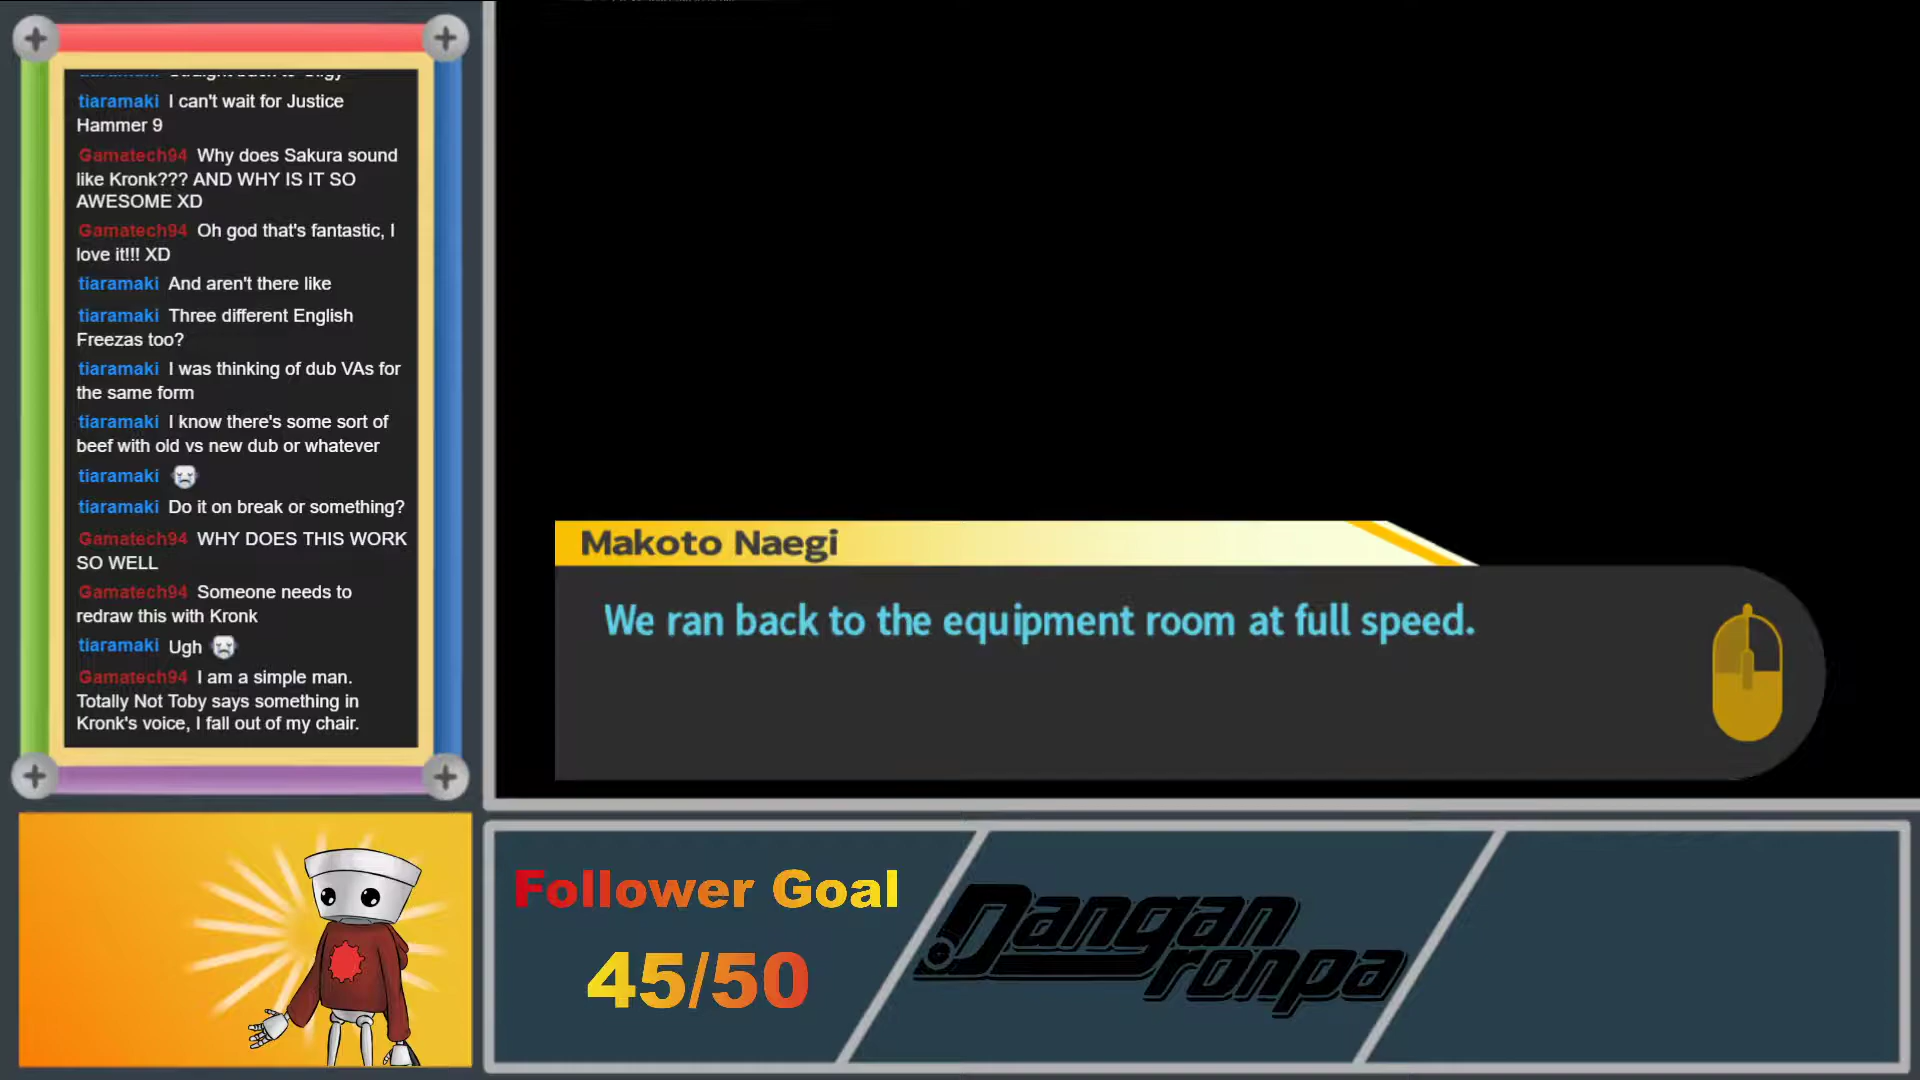 tiaramaki I can't wait for Justice
Hammer 9
Gamatech94 Why does Sakura sound
like Kronk??? AND WHY IS IT SO
AWESOME XD
Gamatech94 Oh god that's fantastic, I
love it!!! XD
tiaramaki And aren't there like
tiaramaki Three different English
Freezas too?
tiaramaki I was thinking of dub VAs for
the same form
tiaramaki I know there's some sort of
beef with old vs new dub or whatever
tiaramaki
tiaramaki Do it on break or something?
Gamatech94 WHY DOES THIS WORK
SO WELL
Gamatech94 Someone needs to
redraw this with Kronk
tiaramaki Ugh
Gamatech94 I am a simple man.
Totally Not Toby says something in
Kronk's voice, I fall out of my chair.
Makoto Naegi
We ran back to the equipment room at full speed.
Follower Goal
45/50
Dangan
ronpa